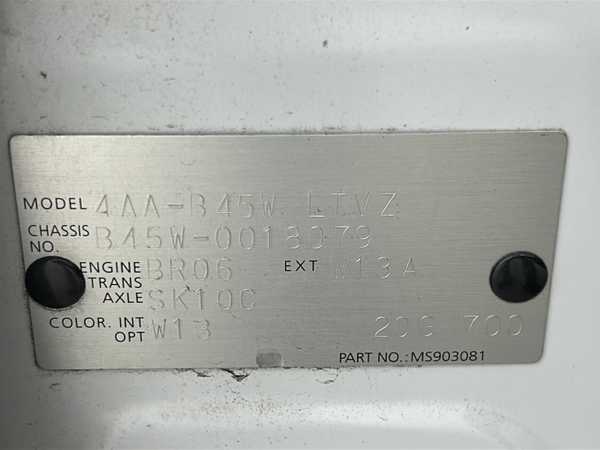 MODEL 4AA-B45W LTVZ
CHASSIS NO. B45W-0018079
ENGINE BR06 EXT W13A
TRANS
AXLE SK10C
COLOR. INT
OPT W13 20G 700
PART NO.:MS903081